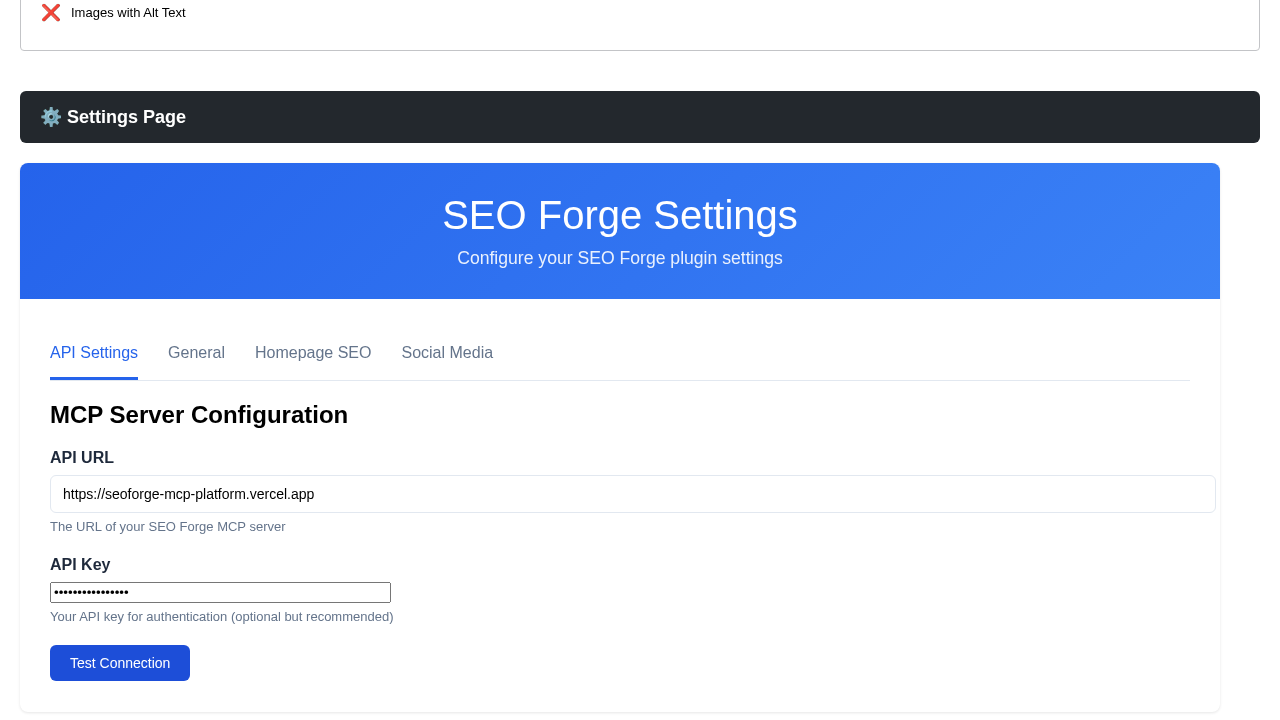 ❌ Images with Alt Text
⚙️ Settings Page
SEO Forge Settings
Configure your SEO Forge plugin settings
API Settings General Homepage SEO Social Media
MCP Server Configuration
API URL
https://seoforge-mcp-platform.vercel.app
The URL of your SEO Forge MCP server
API Key
••••••••••••••••
Your API key for authentication (optional but recommended)
Test Connection